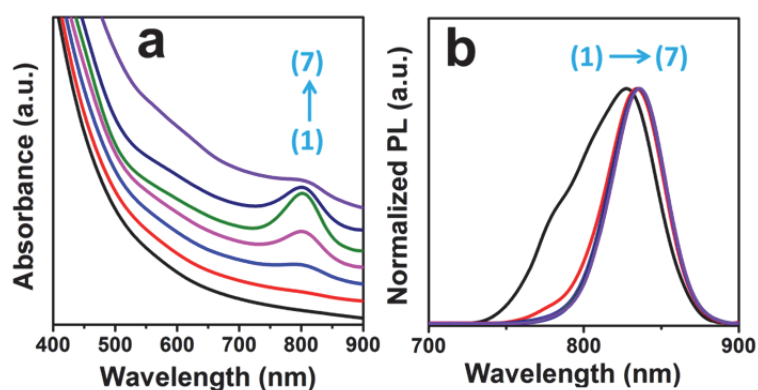 a
(7)
(1)
Absorbance (a.u.)
400 500 600 700 800 900
Wavelength (nm)
b
(1) → (7)
Normalized PL (a.u.)
700 800 900
Wavelength (nm)